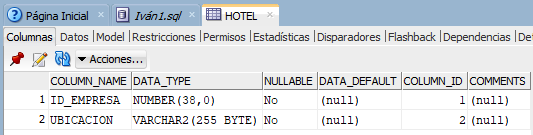 Página Inicial Iván1.sql HOTEL
Columnas Datos Model Restricciones Permisos Estadísticas Disparadores Flashback Dependencias De
Acciones...
COLUMN_NAME DATA_TYPE NULLABLE DATA_DEFAULT COLUMN_ID COMMENTS
1 ID_EMPRESA NUMBER(38,0) No (null) 1 (null)
2 UBICACION VARCHAR2(255 BYTE) No (null) 2 (null)